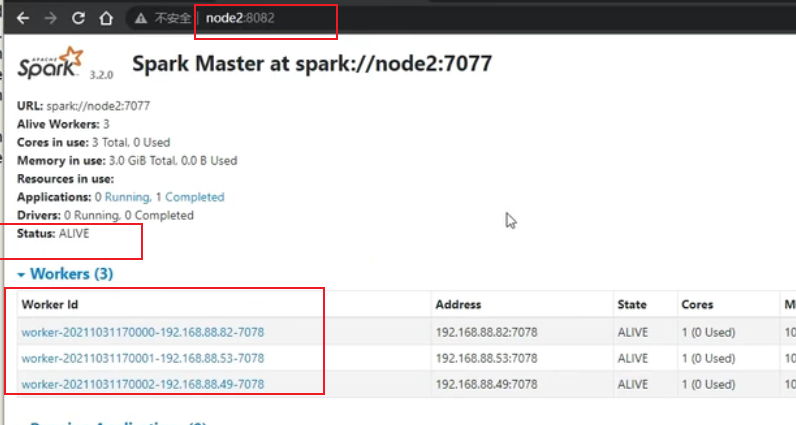 不安全 node2:8082
APACHE
Spark 3.2.0 Spark Master at spark://node2:7077
URL: spark://node2:7077
Alive Workers: 3
Cores in use: 3 Total, 0 Used
Memory in use: 3.0 GiB Total, 0.0 B Used
Resources in use:
Applications: 0 Running, 1 Completed
Drivers: 0 Running, 0 Completed
Status: ALIVE
Workers (3)
Worker Id Address State Cores
worker-20211031170000-192.168.88.82-7078 192.168.88.82:7078 ALIVE 1 (0 Used) 10
worker-20211031170001-192.168.88.53-7078 192.168.88.53:7078 ALIVE 1 (0 Used) 10
worker-20211031170002-192.168.88.49-7078 192.168.88.49:7078 ALIVE 1 (0 Used) 10